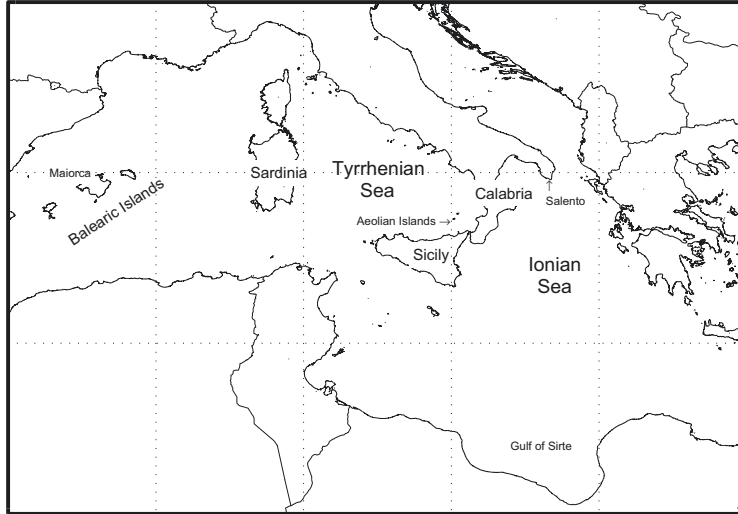 Maiorca
Balearic Islands
Sardinia
Tyrrhenian
Sea
Calabria
Salento
Aeolian Islands
Sicily
Ionian
Sea
Gulf of Sirte